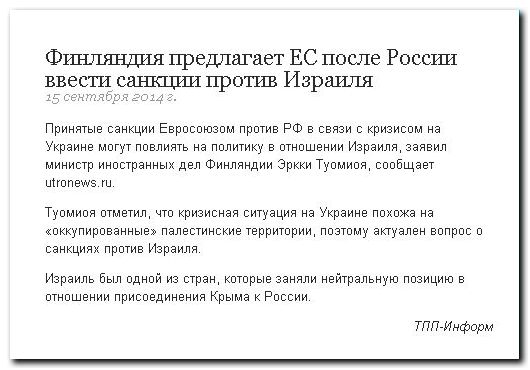 Финляндия предлагает ЕС после России
ввести санкции против Израиля
15 сентября 2014 г.
Принятые санкции Евросоюзом против РФ в связи с кризисом на
Украине могут повлиять на политику в отношении Израиля, заявил
министр иностранных дел Финляндии Эркки Туомиоя, сообщает
utronews.ru.
Туомиоя отметил, что кризисная ситуация на Украине похожа на
«оккупированные» палестинские территории, поэтому актуален вопрос о
санкциях против Израиля.
Израиль был одной из стран, которые заняли нейтральную позицию в
отношении присоединения Крыма к России.
ТПП-Информ